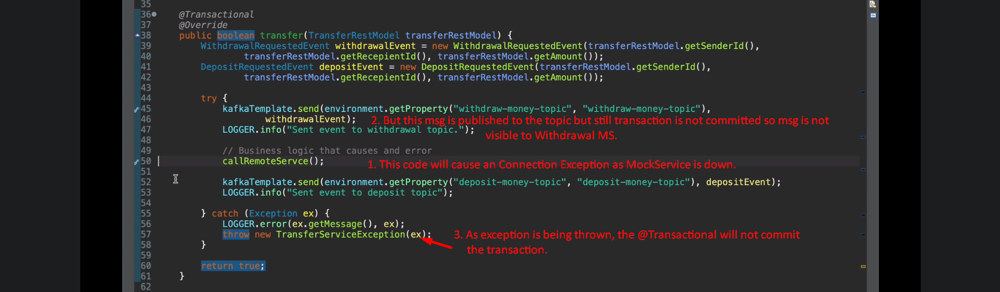 35
36 @Transactional
37 @Override
38 public boolean transfer(TransferRestModel transferRestModel) {
39 WithdrawalRequestedEvent withdrawalEvent = new WithdrawalRequestedEvent(transferRestModel.getSenderId(),
40 transferRestModel.getRecepientId(), transferRestModel.getAmount());
41 DepositRequestedEvent depositEvent = new DepositRequestedEvent(transferRestModel.getSenderId(),
42 transferRestModel.getRecepientId(), transferRestModel.getAmount());
43
44 try {
45 kafkaTemplate.send(environment.getProperty("withdraw-money-topic", "withdraw-money-topic"),
46 withdrawalEvent); 2. But this msg is published to the topic but still transaction is not committed so msg is not
47 LOGGER.info("Sent event to withdrawal topic."); visible to Withdrawal MS.
48
49 // Business logic that causes and error
50 callRemoteServce(); 1. This code will cause an Connection Exception as MockService is down.
51
52 kafkaTemplate.send(environment.getProperty("deposit-money-topic", "deposit-money-topic"), depositEvent);
53 LOGGER.info("Sent event to deposit topic");
54
55 } catch (Exception ex) {
56 LOGGER.error(ex.getMessage(), ex);
57 throw new TransferServiceException(ex); 3. As exception is being thrown, the @Transactional will not commit
58 } the transaction.
59
60 return true;
61 }
62